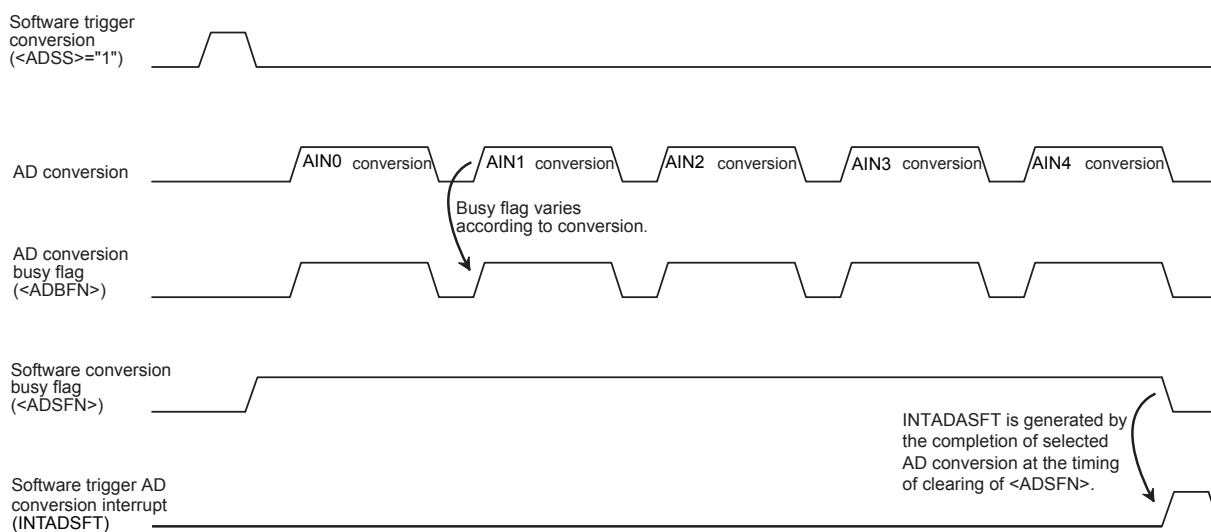 Software trigger
conversion
(<ADSS>="1")
AD conversion
AIN0 conversion
AIN1 conversion
AIN2 conversion
AIN3 conversion
AIN4 conversion
Busy flag varies
according to conversion.
AD conversion
busy flag
(<ADBFN>)
Software conversion
busy flag
(<ADSFN>)
INTADASFT is generated by
the completion of selected
AD conversion at the timing
of clearing of <ADSFN>.
Software trigger AD
conversion interrupt
(INTADSFT)